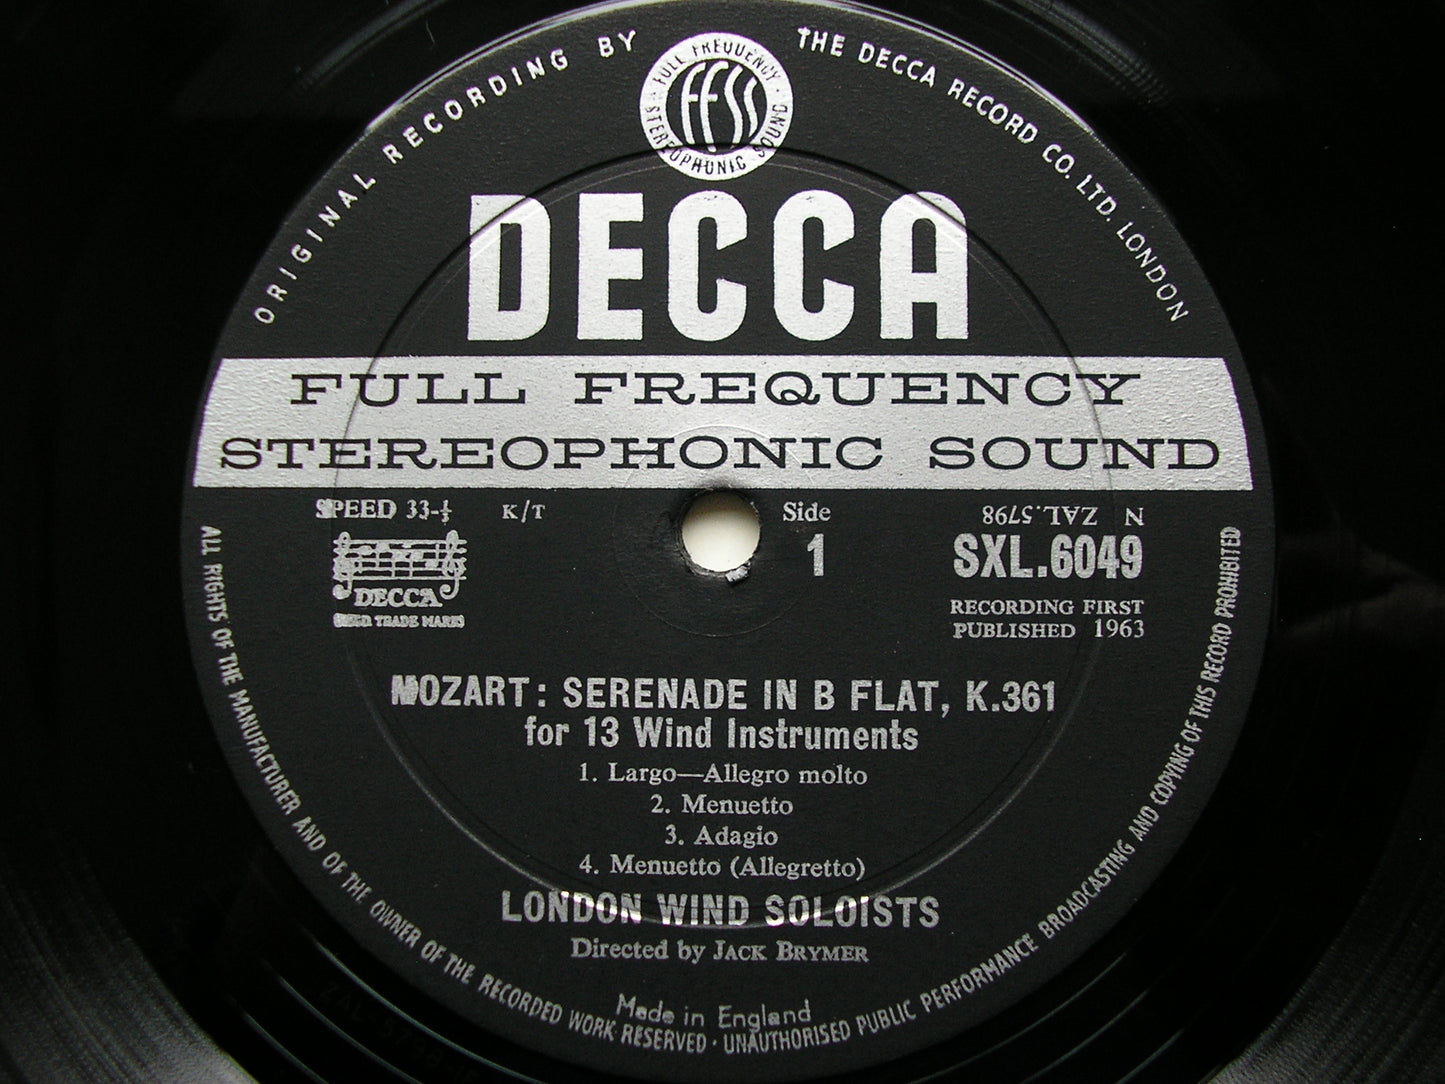 ORIGINAL RECORDING BY THE DECCA RECORD CO. LTD. LONDON
FULL FREQUENCY
FFSS
STEREOPHONIC SOUND
DECCA
FULL FREQUENCY
STEREOPHONIC SOUND
SPEED 33-⅓ K/T
Side
1
N ZAL.5798
SXL.6049
RECORDING FIRST
PUBLISHED 1963
DECCA
REGD. TRADE MARKS
MOZART: SERENADE IN B FLAT, K.361
for 13 Wind Instruments
1. Largo—Allegro molto
2. Menuetto
3. Adagio
4. Menuetto (Allegretto)
LONDON WIND SOLOISTS
Directed by JACK BRYMER
Made in England
ALL RIGHTS OF THE MANUFACTURER AND OF THE OWNER OF THE RECORDED WORK RESERVED · UNAUTHORISED PUBLIC PERFORMANCE BROADCASTING AND COPYING OF THIS RECORD PROHIBITED